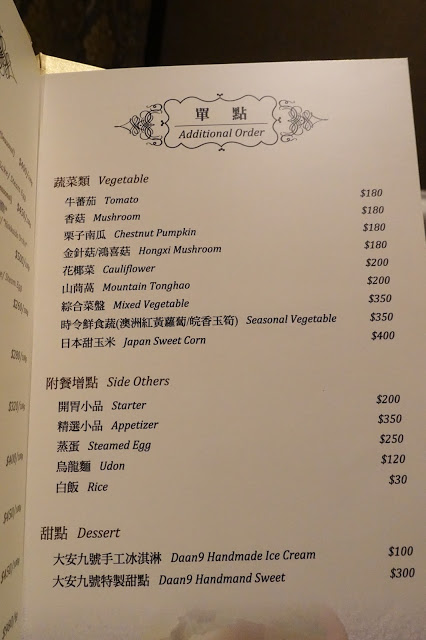 單 點
Additional Order
蔬菜類 Vegetable
牛蕃茄 Tomato $180
香菇 Mushroom $180
栗子南瓜 Chestnut Pumpkin $180
金針菇/鴻喜菇 Hongxi Mushroom $180
花椰菜 Cauliflower $200
山茼萵 Mountain Tonghao $200
綜合菜盤 Mixed Vegetable $350
時令鮮食蔬(澳洲紅黃蘿蔔/皖香玉筍) Seasonal Vegetable $350
日本甜玉米 Japan Sweet Corn $400
附餐增點 Side Others
開胃小品 Starter $200
精選小品 Appetizer $350
蒸蛋 Steamed Egg $250
烏龍麵 Udon $120
白飯 Rice $30
甜點 Dessert
大安九號手工冰淇淋 Daan9 Handmade Ice Cream $100
大安九號特製甜點 Daan9 Handmand Sweet $300